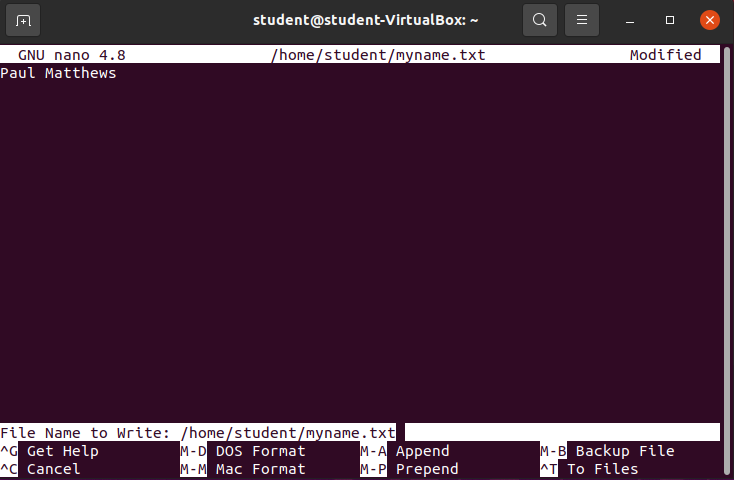 student@student-VirtualBox: ~
GNU nano 4.8 /home/student/myname.txt Modified
Paul Matthews
File Name to Write: /home/student/myname.txt
^G Get Help M-D DOS Format M-A Append M-B Backup File
^C Cancel M-M Mac Format M-P Prepend ^T To Files